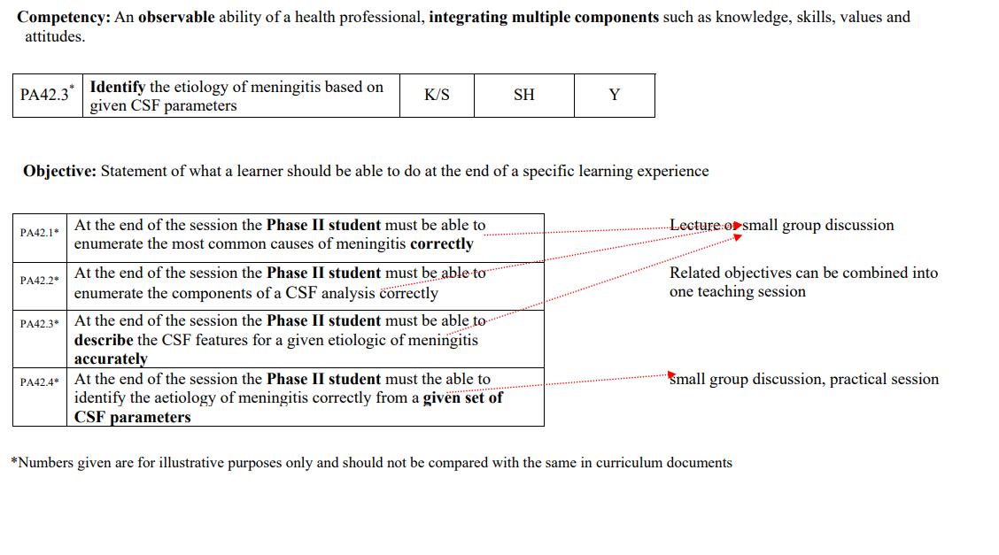 Competency: An observable ability of a health professional, integrating multiple components such as knowledge, skills, values and
attitudes.
PA42.3* Identify the etiology of meningitis based on
given CSF parameters K/S SH Y
Objective: Statement of what a learner should be able to do at the end of a specific learning experience
PA42.1* At the end of the session the Phase II student must be able to
enumerate the most common causes of meningitis correctly
Lecture or small group discussion
PA42.2* At the end of the session the Phase II student must be able to
enumerate the components of a CSF analysis correctly
Related objectives can be combined into
one teaching session
PA42.3* At the end of the session the Phase II student must be able to
describe the CSF features for a given etiologic of meningitis
accurately
PA42.4* At the end of the session the Phase II student must the able to
identify the aetiology of meningitis correctly from a given set of
CSF parameters
small group discussion, practical session
*Numbers given are for illustrative purposes only and should not be compared with the same in curriculum documents